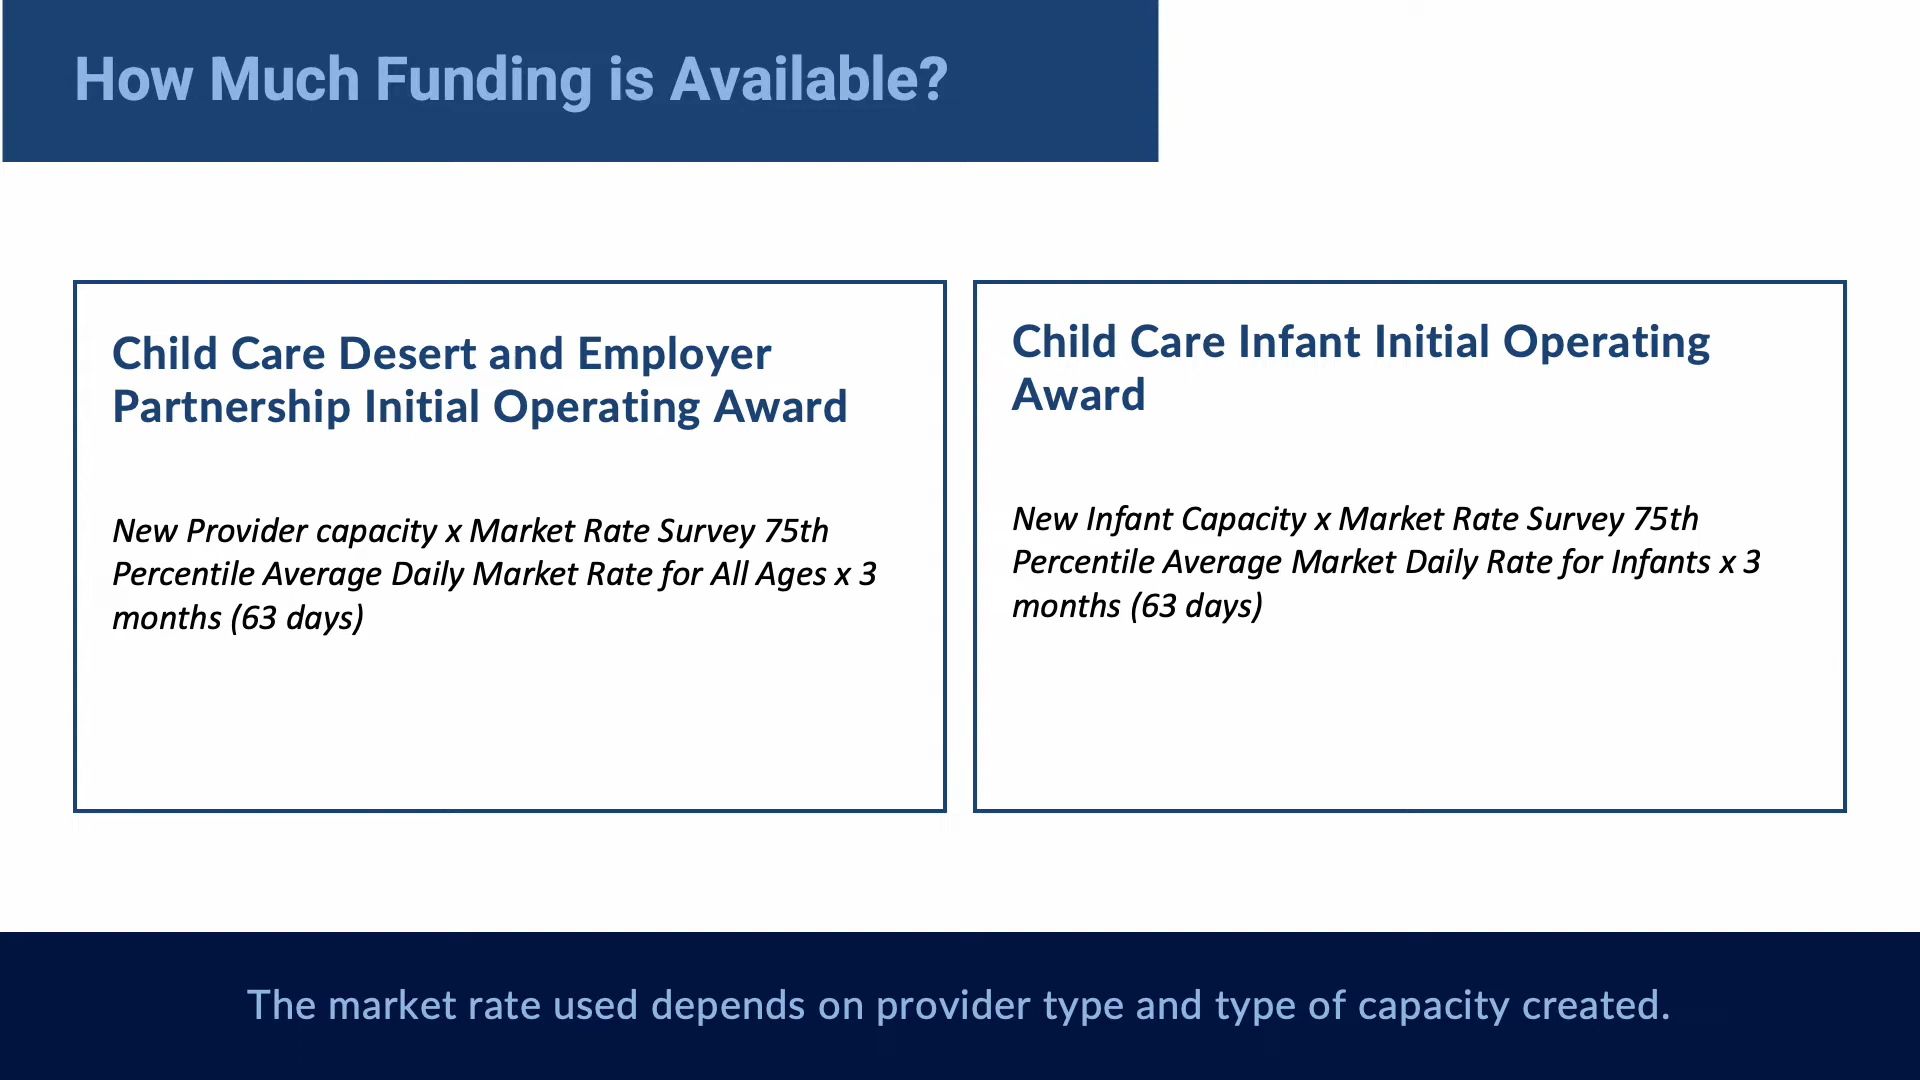 How Much Funding is Available?
Child Care Desert and Employer
Partnership Initial Operating Award
New Provider capacity x Market Rate Survey 75th
Percentile Average Daily Market Rate for All Ages x 3
months (63 days)
Child Care Infant Initial Operating
Award
New Infant Capacity x Market Rate Survey 75th
Percentile Average Market Daily Rate for Infants x 3
months (63 days)
The market rate used depends on provider type and type of capacity created.